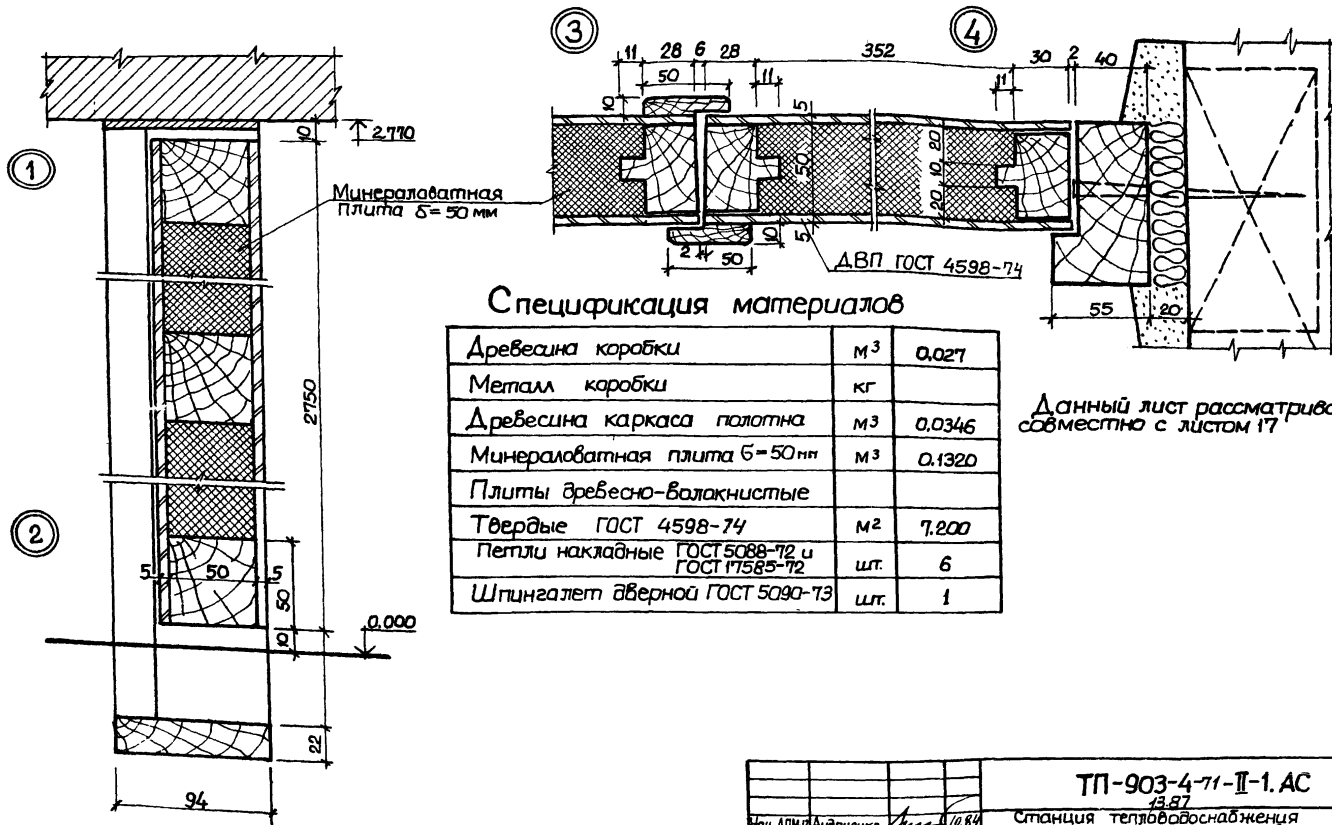 1
2.770
10
Минераловатная
плита δ=50 мм
2750
2
5 50 5
50
0.000
10
22
94
3
4
11 28 6 28 352 30 2 40
50 11 11
10
5
50
5
20
10
20
10
2 50
ДВП ГОСТ 4598-74
55 20
Спецификация материалов
Древесина коробки м³ 0,027
Металл коробки кг
Древесина каркаса полотна м³ 0,0346
Минераловатная плита б=50мм м³ 0.1320
Плиты древесно-волокнистые
Твердые ГОСТ 4598-74 м² 7.200
Петли накладные ГОСТ 5088-72 и
ГОСТ 17585-72 шт. 6
Шпингалет дверной ГОСТ 5090-73 шт. 1
Данный лист рассматрива
совместно с листом 17
ТП-903-4-71-II-1. АС
13.87
Станция тепловодоснабжения